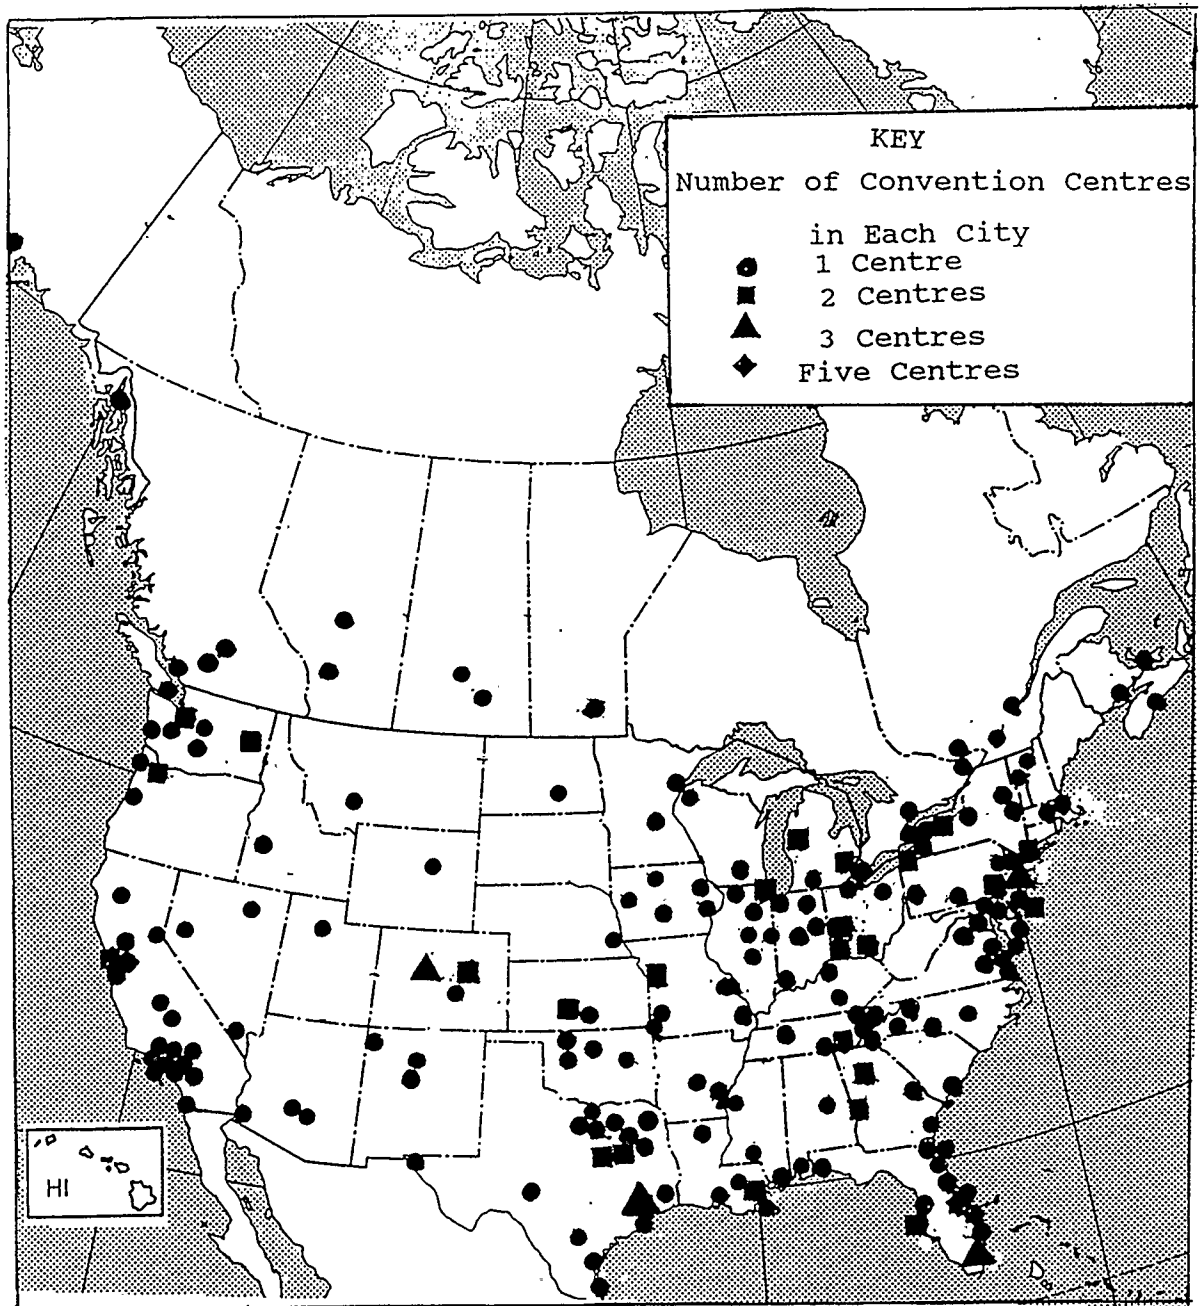 KEY
Number of Convention Centres
in Each City
1 Centre
2 Centres
3 Centres
Five Centres
HI